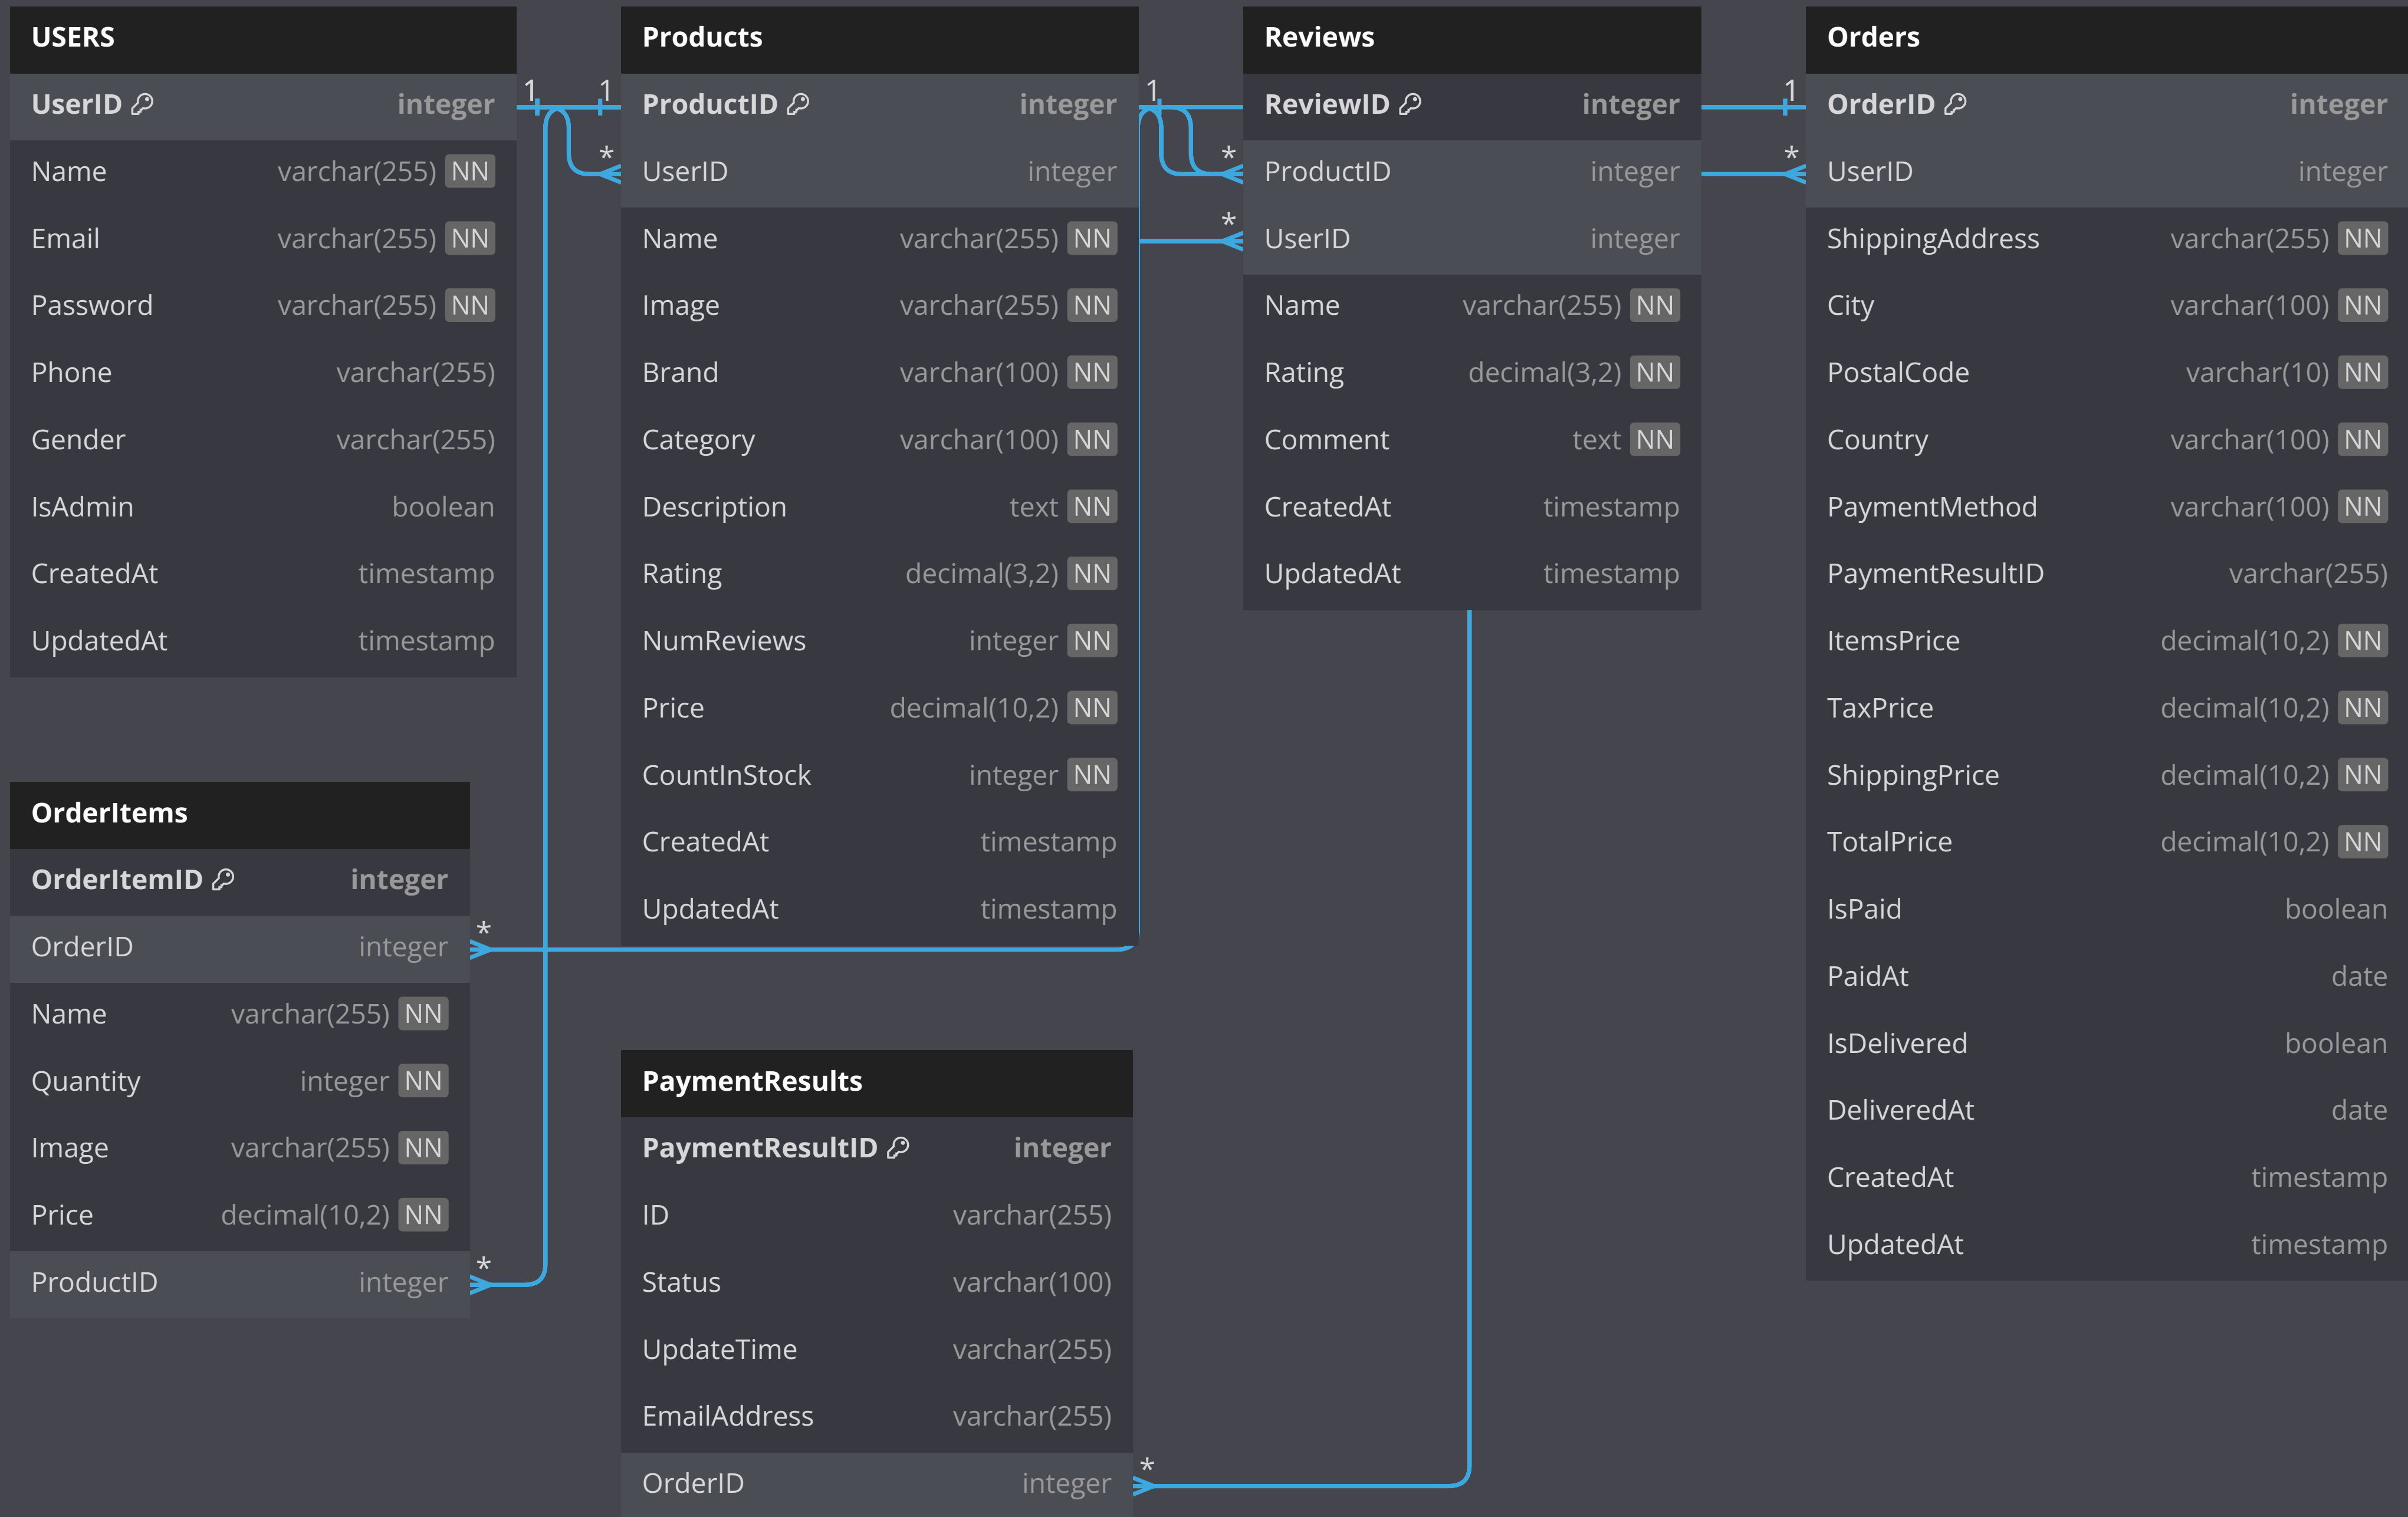 USERS
UserID integer
Name varchar(255) NN
Email varchar(255) NN
Password varchar(255) NN
Phone varchar(255)
Gender varchar(255)
IsAdmin boolean
CreatedAt timestamp
UpdatedAt timestamp
1 1
*
Products
ProductID integer
UserID integer
Name varchar(255) NN
Image varchar(255) NN
Brand varchar(100) NN
Category varchar(100) NN
Description text NN
Rating decimal(3,2) NN
NumReviews integer NN
Price decimal(10,2) NN
CountInStock integer NN
CreatedAt timestamp
UpdatedAt timestamp
1
*
*
Reviews
ReviewID integer
ProductID integer
UserID integer
Name varchar(255) NN
Rating decimal(3,2) NN
Comment text NN
CreatedAt timestamp
UpdatedAt timestamp
1
*
Orders
OrderID integer
UserID integer
ShippingAddress varchar(255) NN
City varchar(100) NN
PostalCode varchar(10) NN
Country varchar(100) NN
PaymentMethod varchar(100) NN
PaymentResultID varchar(255)
ItemsPrice decimal(10,2) NN
TaxPrice decimal(10,2) NN
ShippingPrice decimal(10,2) NN
TotalPrice decimal(10,2) NN
IsPaid boolean
PaidAt date
IsDelivered boolean
DeliveredAt date
CreatedAt timestamp
UpdatedAt timestamp
OrderItems
OrderItemID integer
OrderID integer *
Name varchar(255) NN
Quantity integer NN
Image varchar(255) NN
Price decimal(10,2) NN
ProductID integer *
PaymentResults
PaymentResultID integer
ID varchar(255)
Status varchar(100)
UpdateTime varchar(255)
EmailAddress varchar(255)
OrderID integer *